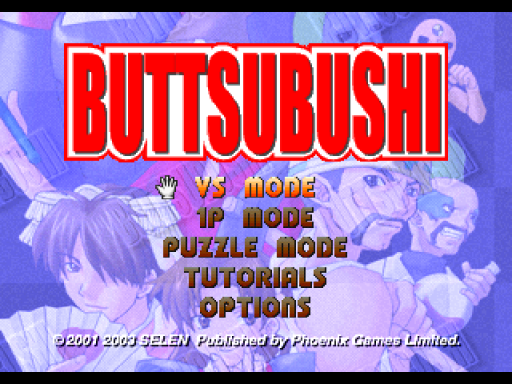 BUTTSUBUSHI
VS MODE
1P MODE
PUZZLE MODE
TUTORIALS
OPTIONS
©2001 2003 SELEN Published by Phoenix Games Limited.